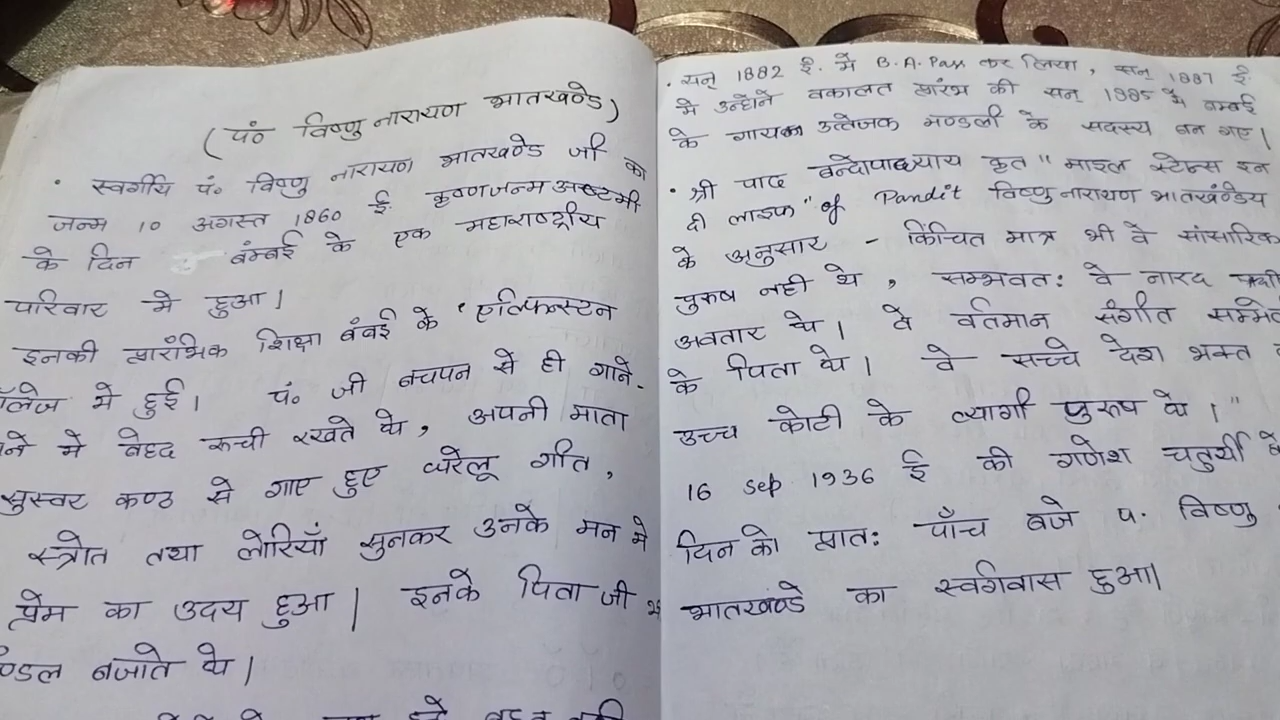 (पं० विष्णु नारायण भातखण्डे)
· स्वर्गीय पं. विष्णु नारायण भातखण्डे जी का
जन्म 10 अगस्त 1860 ई. कृष्णजन्म अष्टमी
के दिन बंम्बई के एक महाराष्ट्रीय
परिवार मे हुआ।
इनकी प्रारंभिक शिक्षा बंबई के 'एल्फिन्स्टन
ॉलेज मे हुई। पं. जी बचपन से ही गाने-
ने मे बेहद रूची रखते थे, अपनी माता
सुस्वर कण्ठ से गाए हुए घरेलू गीत,
स्त्रोत तथा लोरियाँ सुनकर उनके मन मे
प्रेम का उदय हुआ। इनके पिता जी
ण्डल बजाते थे।
· सन् 1882 ई. में B.A. Pass कर लिया, सन् 1887 ई.
मे उन्होने वकालत प्रारंभ की सन् 1885 मे बम्बई
के गायका उत्तेजक मण्डली के सदस्य बन गए।
· श्री पाद बन्दोपाध्याय कृत "माइल स्टोन्स इन
दी लाइफ" of Pandit विष्णु नारायण भातखंण्डेय
के अनुसार - किंचित मात्र भी वे सांसारिक
पुरुष नही थे, सम्भवत: वे नारद
अवतार थे। वे वर्तमान संगीत सम्मे
के पिता थे। वे सच्चे देश भक्त
उच्च कोटी के त्यागी पुरुष थे।"
16 sep 1936 ई की गणेश चतुर्थी के
दिन को प्रात: पाँच बजे प. विष्णु
भातखण्डे का स्वर्गवास हुआ।